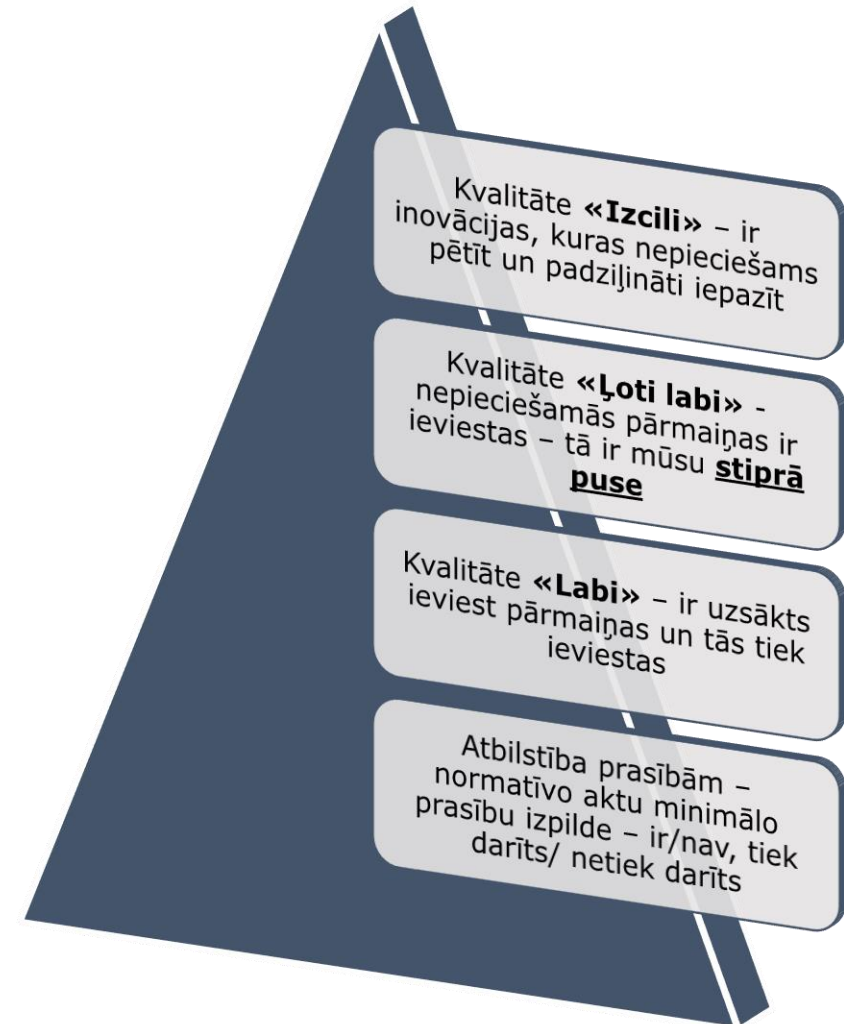 Kvalitāte «Izcili» – ir
inovācijas, kuras nepieciešams
pētīt un padziļināti iepazīt
Kvalitāte «Ļoti labi» -
nepieciešamās pārmaiņas ir
ieviestas – tā ir mūsu stiprā
puse
Kvalitāte «Labi» – ir uzsākts
ieviest pārmaiņas un tās tiek
ieviestas
Atbilstība prasībām –
normatīvo aktu minimālo
prasību izpilde – ir/nav, tiek
darīts/ netiek darīts